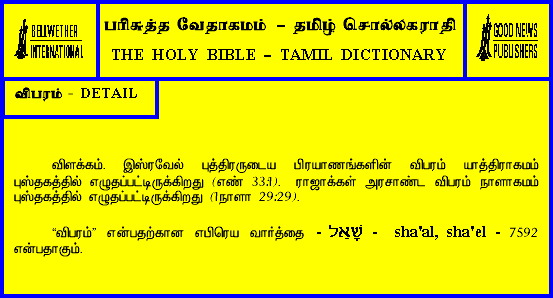 BELLWETHER
INTERNATIONAL
பரிசுத்த வேதாகமம் – தமிழ் சொல்லகராதி
THE HOLY BIBLE – TAMIL DICTIONARY
GOOD NEWS
PUBLISHERS
விபரம் - DETAIL
விளக்கம். இஸ்ரவேல் புத்திரருடைய பிரயாணங்களின் விபரம் யாத்திராகமம்
புஸ்தகத்தில் எழுதப்பட்டிருக்கிறது (எண் 33:1). ராஜாக்கள் அரசாண்ட விபரம் நாளாகமம்
புஸ்தகத்தில் எழுதப்பட்டிருக்கிறது (1நாளா 29:29).
“விபரம்” என்பதற்கான எபிரெய வார்த்தை - שָׁאַל - sha'al, sha'el - 7592
என்பதாகும்.